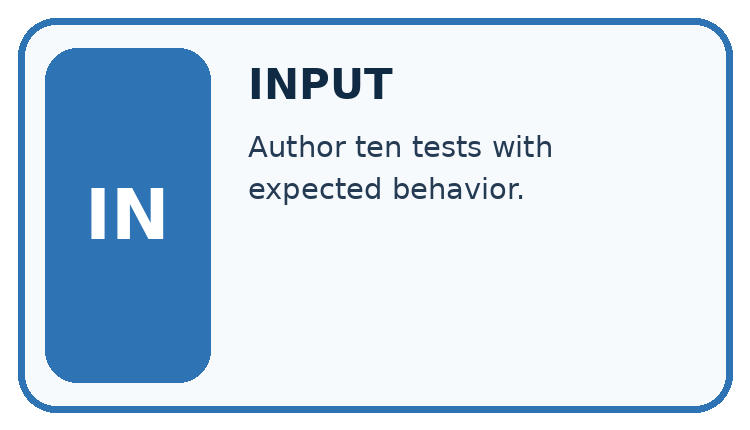 IN
INPUT
Author ten tests with
expected behavior.